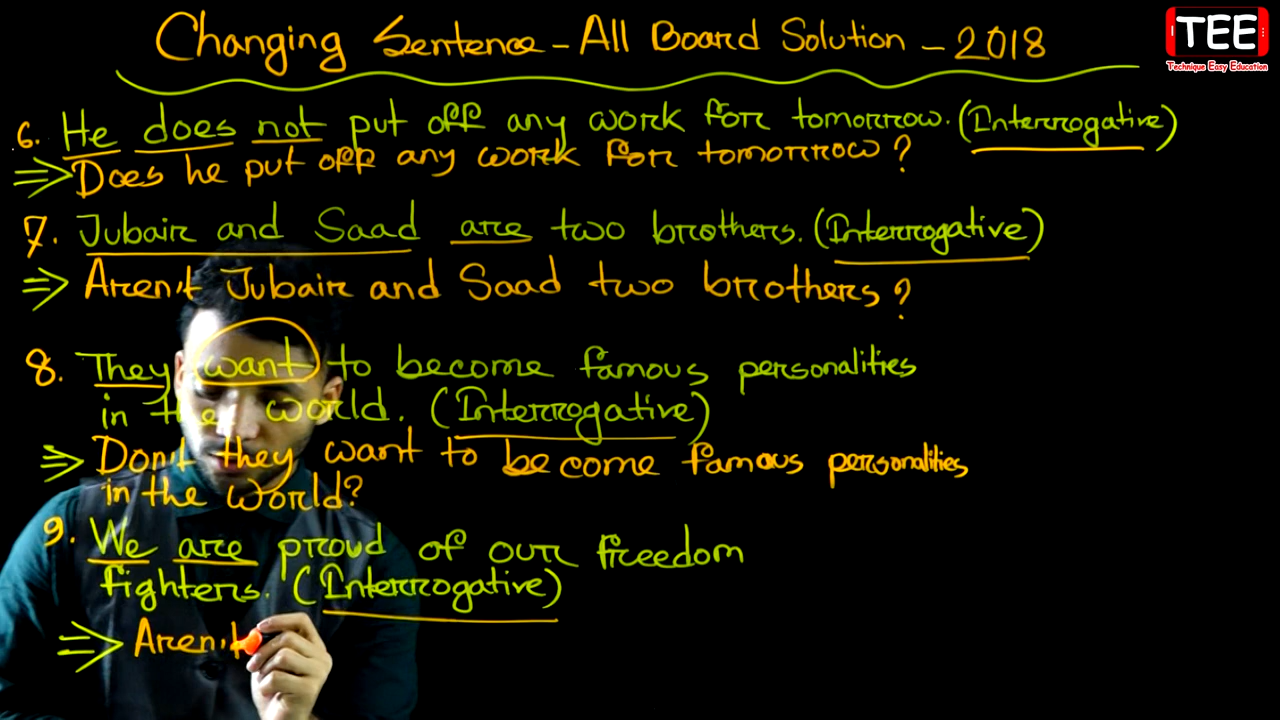 Changing Sentence - All Board Solution - 2018
TEE
Technique Easy Education
6. He does not put off any work for tomorrow. (Interrogative)
⇒ Does he put off any work for tomorrow?
7. Jubair and Saad are two brothers. (Interrogative)
⇒ Aren't Jubair and Saad two brothers?
8. They want to become famous personalities
in the world. (Interrogative)
⇒ Don't they want to become famous personalities
in the world?
9. We are proud of our freedom
fighters. (Interrogative)
⇒ Aren't